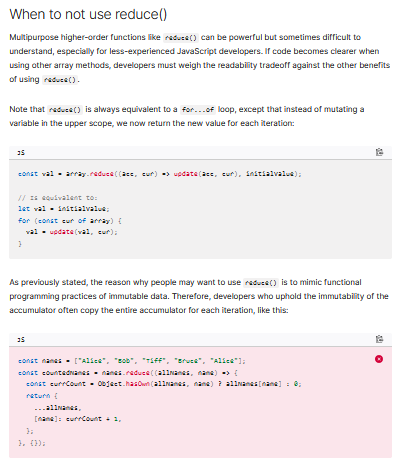 When to not use reduce()
Multipurpose higher-order functions like reduce() can be powerful but sometimes difficult to
understand, especially for less-experienced JavaScript developers. If code becomes clearer when
using other array methods, developers must weigh the readability tradeoff against the other benefits
of using reduce().
Note that reduce() is always equivalent to a for...of loop, except that instead of mutating a
variable in the upper scope, we now return the new value for each iteration:
JS
const val = array.reduce((acc, cur) => update(acc, cur), initialValue);
// Is equivalent to:
let val = initialValue;
for (const cur of array) {
val = update(val, cur);
}
As previously stated, the reason why people may want to use reduce() is to mimic functional
programming practices of immutable data. Therefore, developers who uphold the immutability of the
accumulator often copy the entire accumulator for each iteration, like this:
JS
const names = ["Alice", "Bob", "Tiff", "Bruce", "Alice"];
const countedNames = names.reduce((allNames, name) => {
const currCount = Object.hasOwn(allNames, name) ? allNames[name] : 0;
return {
...allNames,
[name]: currCount + 1,
};
}, {});